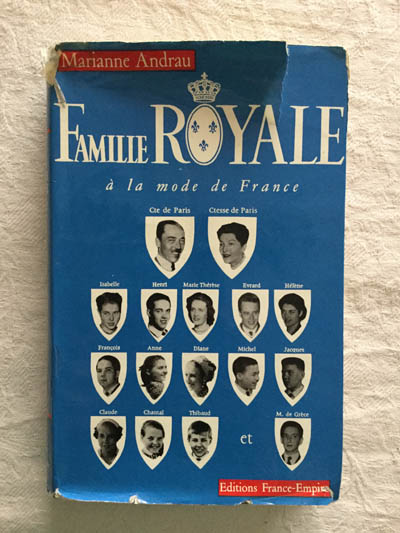 Marianne Andrau
FAMILLE ROYALE
à la mode de France
Cte de Paris Ctesse de Paris
Isabelle Henri Marie Thérèse Evrard Hélène
François Anne Diane Michel Jacques
Claude Chantal Thibaud et M. de Grèce
Editions France-Empire